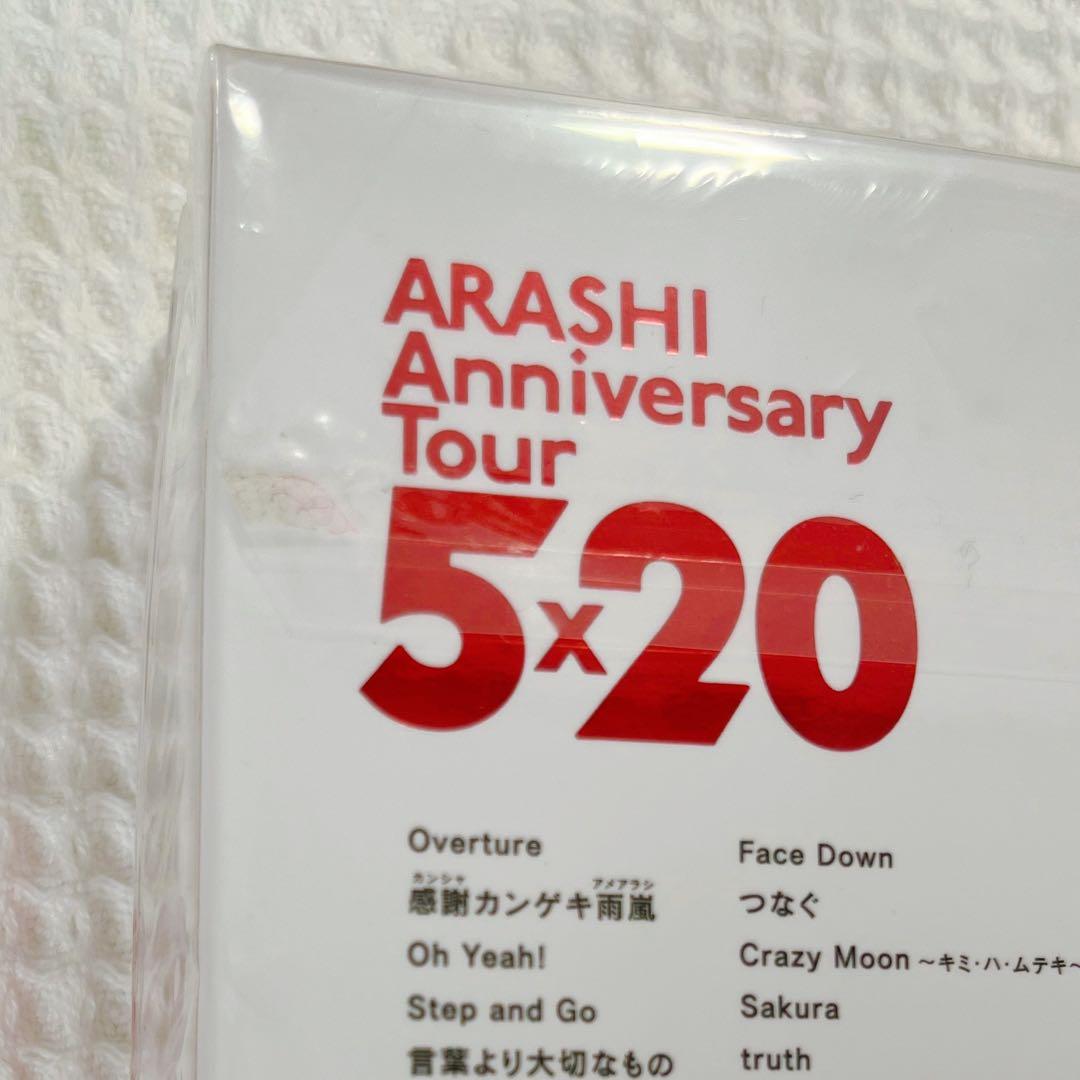 ARASHI
Anniversary
Tour
5x20
Overture
カンシャ アメアラシ
感謝カンゲキ雨嵐
Oh Yeah!
Step and Go
言葉より大切なもの
Face Down
つなぐ
Crazy Moon ～キミ・ハ・ムテキ～
Sakura
truth